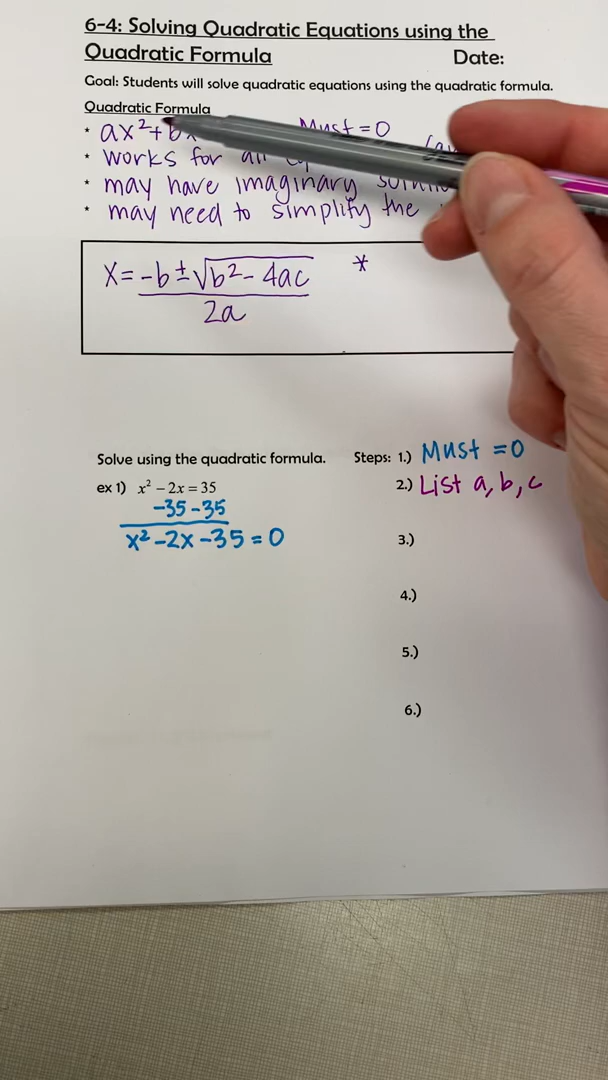 6-4: Solving Quadratic Equations using the
Quadratic Formula Date:
Goal: Students will solve quadratic equations using the quadratic formula.
Quadratic Formula
* ax²+b Must = 0
* works for all
* may have imaginary
* may need to simplify the
x = -b ± √b² - 4ac *
2a
Solve using the quadratic formula. Steps: 1.) Must = 0
ex 1) x² − 2x = 35 2.) List a, b, c
-35 -35
x² -2x -35 = 0 3.)
4.)
5.)
6.)